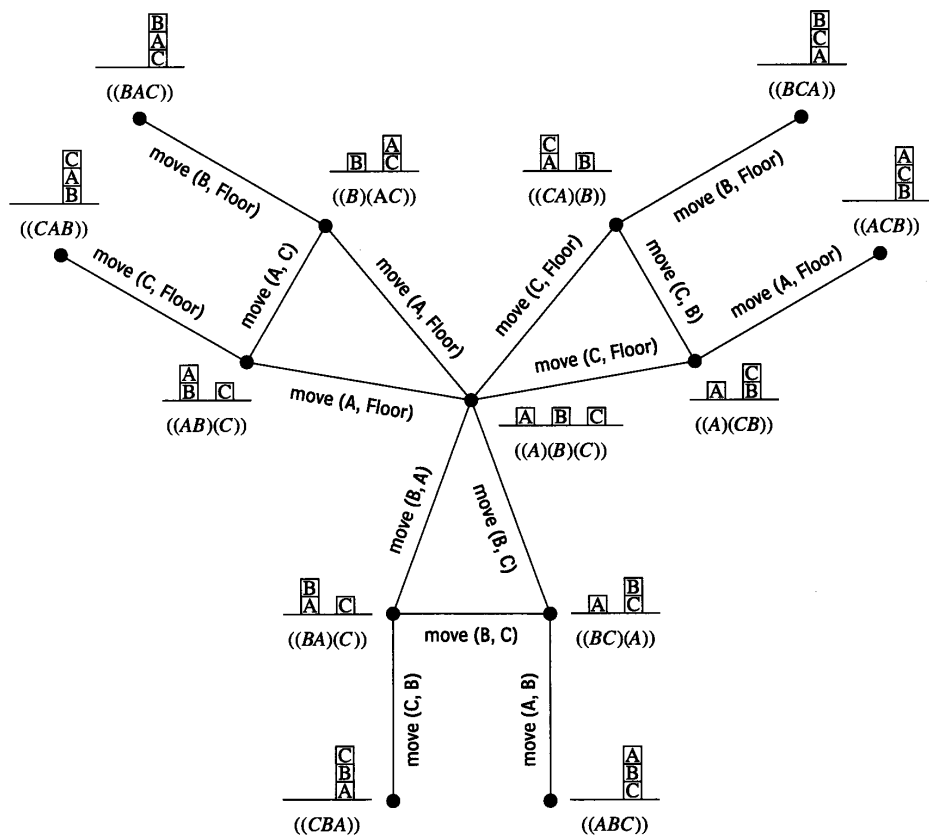 B
A
C
((BAC))
B
C
A
((BCA))
move (B, Floor)
move (B, Floor)
C
A
B
((CAB))
B
A
C
((B)(AC))
C
A
B
((CA)(B))
A
C
B
((ACB))
move (C, Floor)
move (A, C)
move (A, Floor)
move (C, Floor)
move (C, B)
move (A, Floor)
A
B
C
((AB)(C))
move (A, Floor)
move (C, Floor)
A
B
C
((A)(B)(C))
A
C
B
((A)(CB))
move (B, A)
move (B, C)
B
A
C
((BA)(C))
move (B, C)
A
B
C
((BC)(A))
move (C, B)
move (A, B)
C
B
A
((CBA))
A
B
C
((ABC))